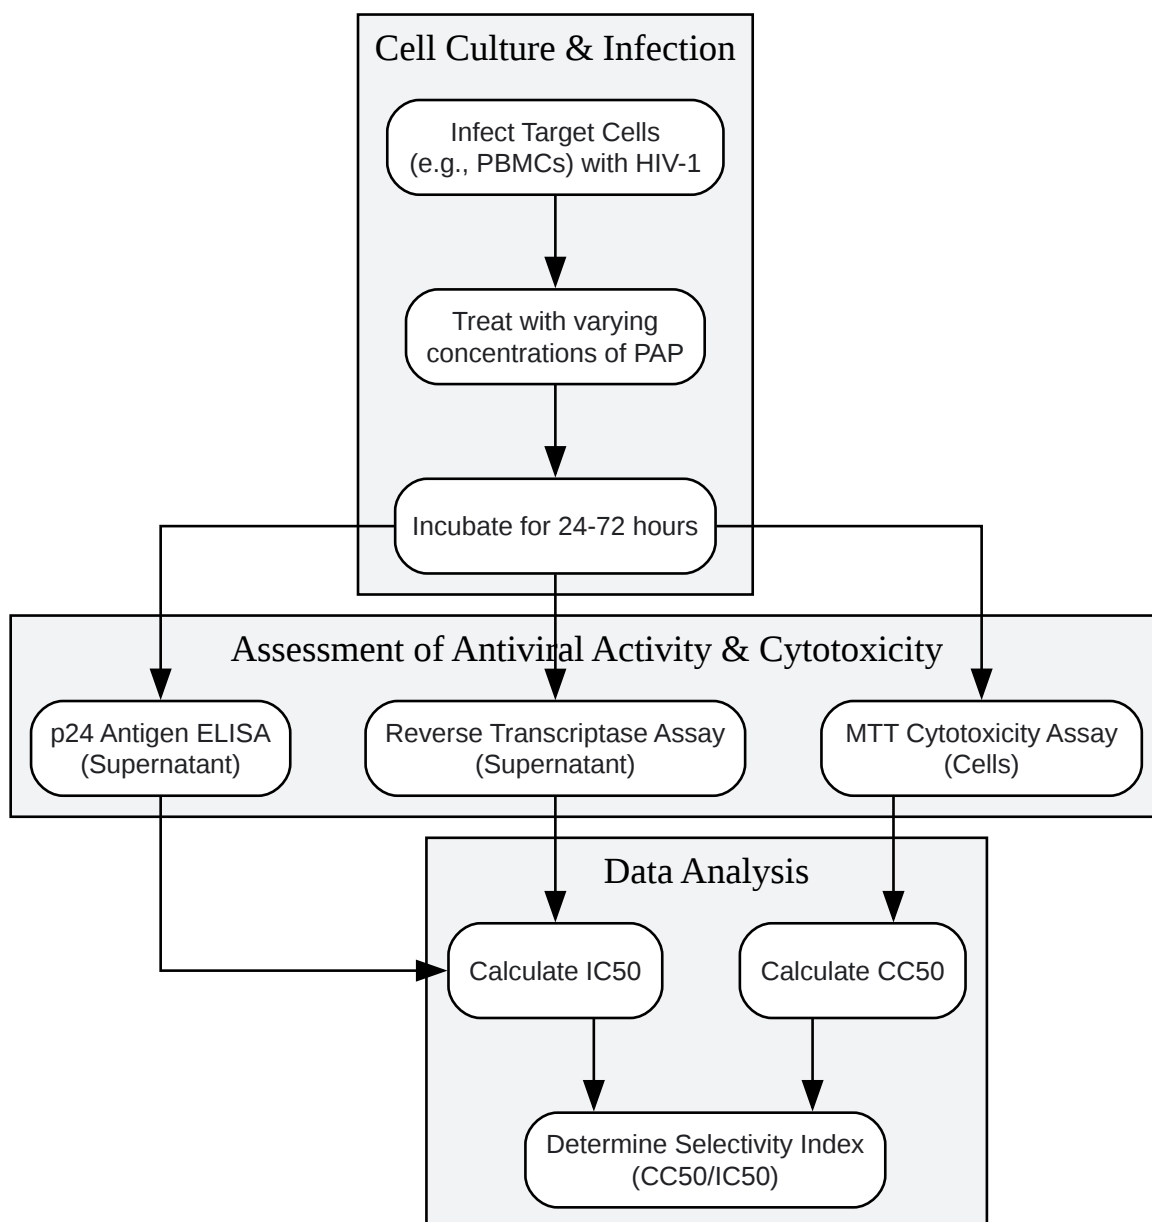 Cell Culture & Infection
Infect Target Cells
(e.g., PBMCs) with HIV-1
Treat with varying
concentrations of PAP
Incubate for 24-72 hours
Assessment of Antiviral Activity & Cytotoxicity
p24 Antigen ELISA
(Supernatant)
Reverse Transcriptase Assay
(Supernatant)
MTT Cytotoxicity Assay
(Cells)
Data Analysis
Calculate IC50
Calculate CC50
Determine Selectivity Index
(CC50/IC50)